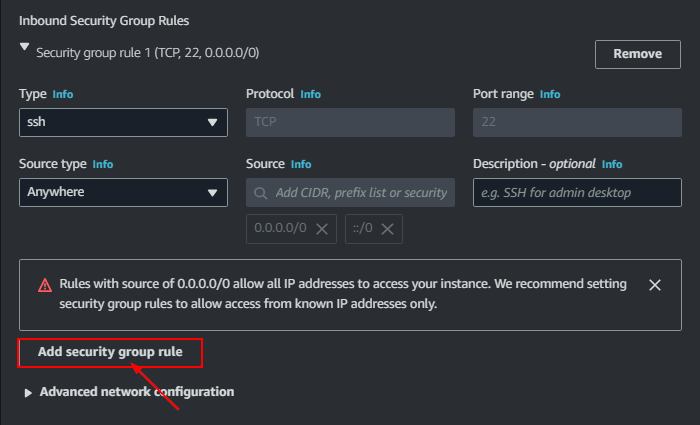 Inbound Security Group Rules
Security group rule 1 (TCP, 22, 0.0.0.0/0)
Remove
Type Info
Protocol Info
Port range Info
ssh
TCP
22
Source type Info
Source Info
Description - optional Info
Anywhere
Add CIDR, prefix list or security
e.g. SSH for admin desktop
0.0.0.0/0
::/0
Rules with source of 0.0.0.0/0 allow all IP addresses to access your instance. We recommend setting
security group rules to allow access from known IP addresses only.
Add security group rule
Advanced network configuration